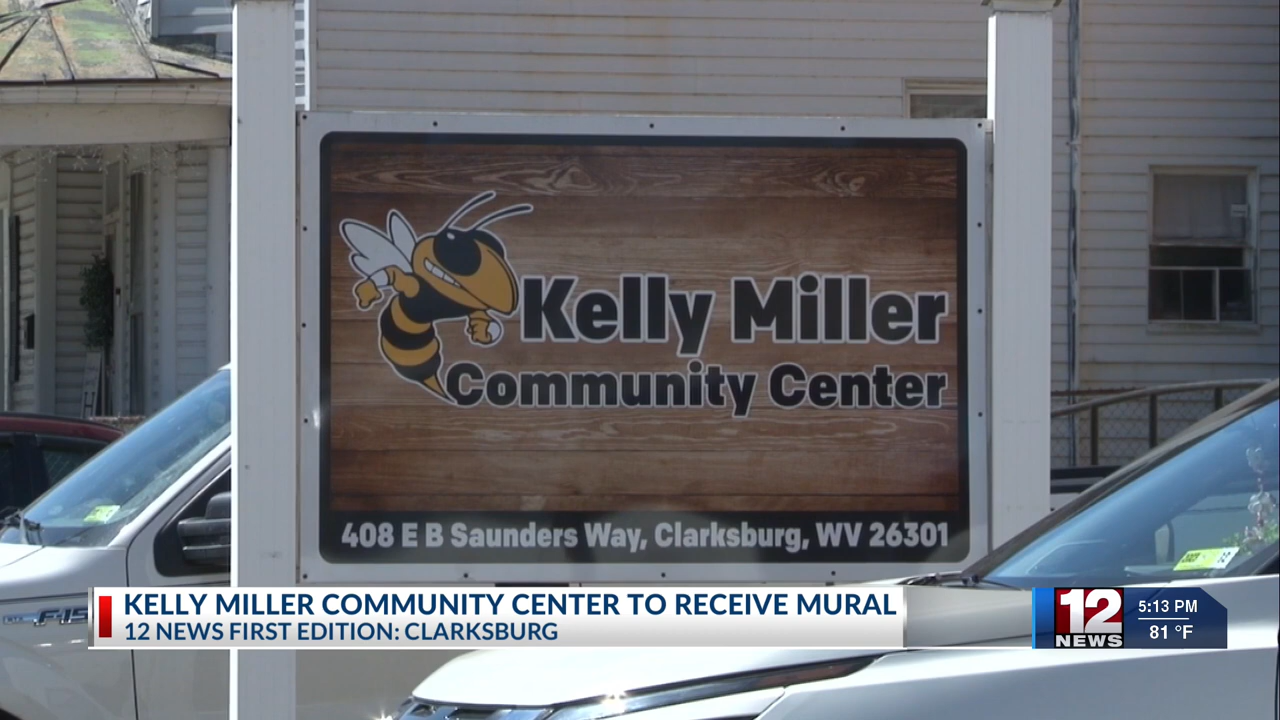 Kelly Miller
Community Center
408 E B Saunders Way, Clarksburg, WV 26301
KELLY MILLER COMMUNITY CENTER TO RECEIVE MURAL
12 NEWS FIRST EDITION: CLARKSBURG
12
NEWS
5:13 PM
81 °F